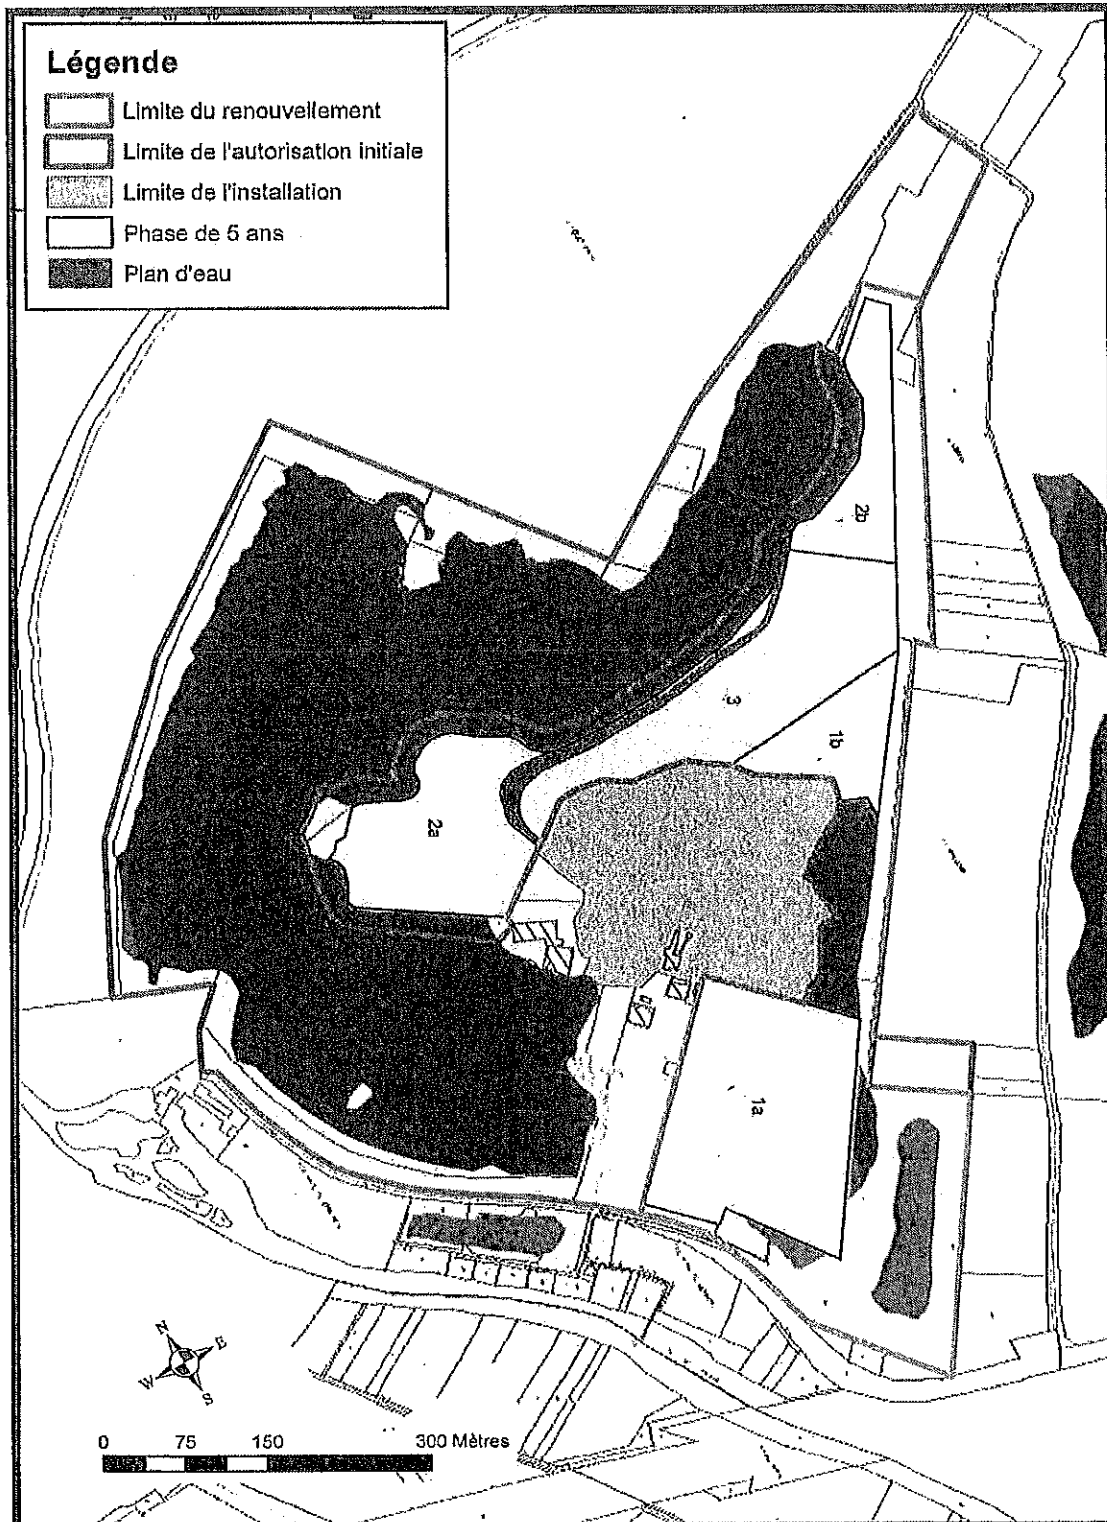 Légende
Limite du renouvellement
Limite de l'autorisation initiale
Limite de l'installation
Phase de 5 ans
Plan d'eau
2b
3
1b
2a
1a
N
E
W
S
0 75 150 300 Mètres